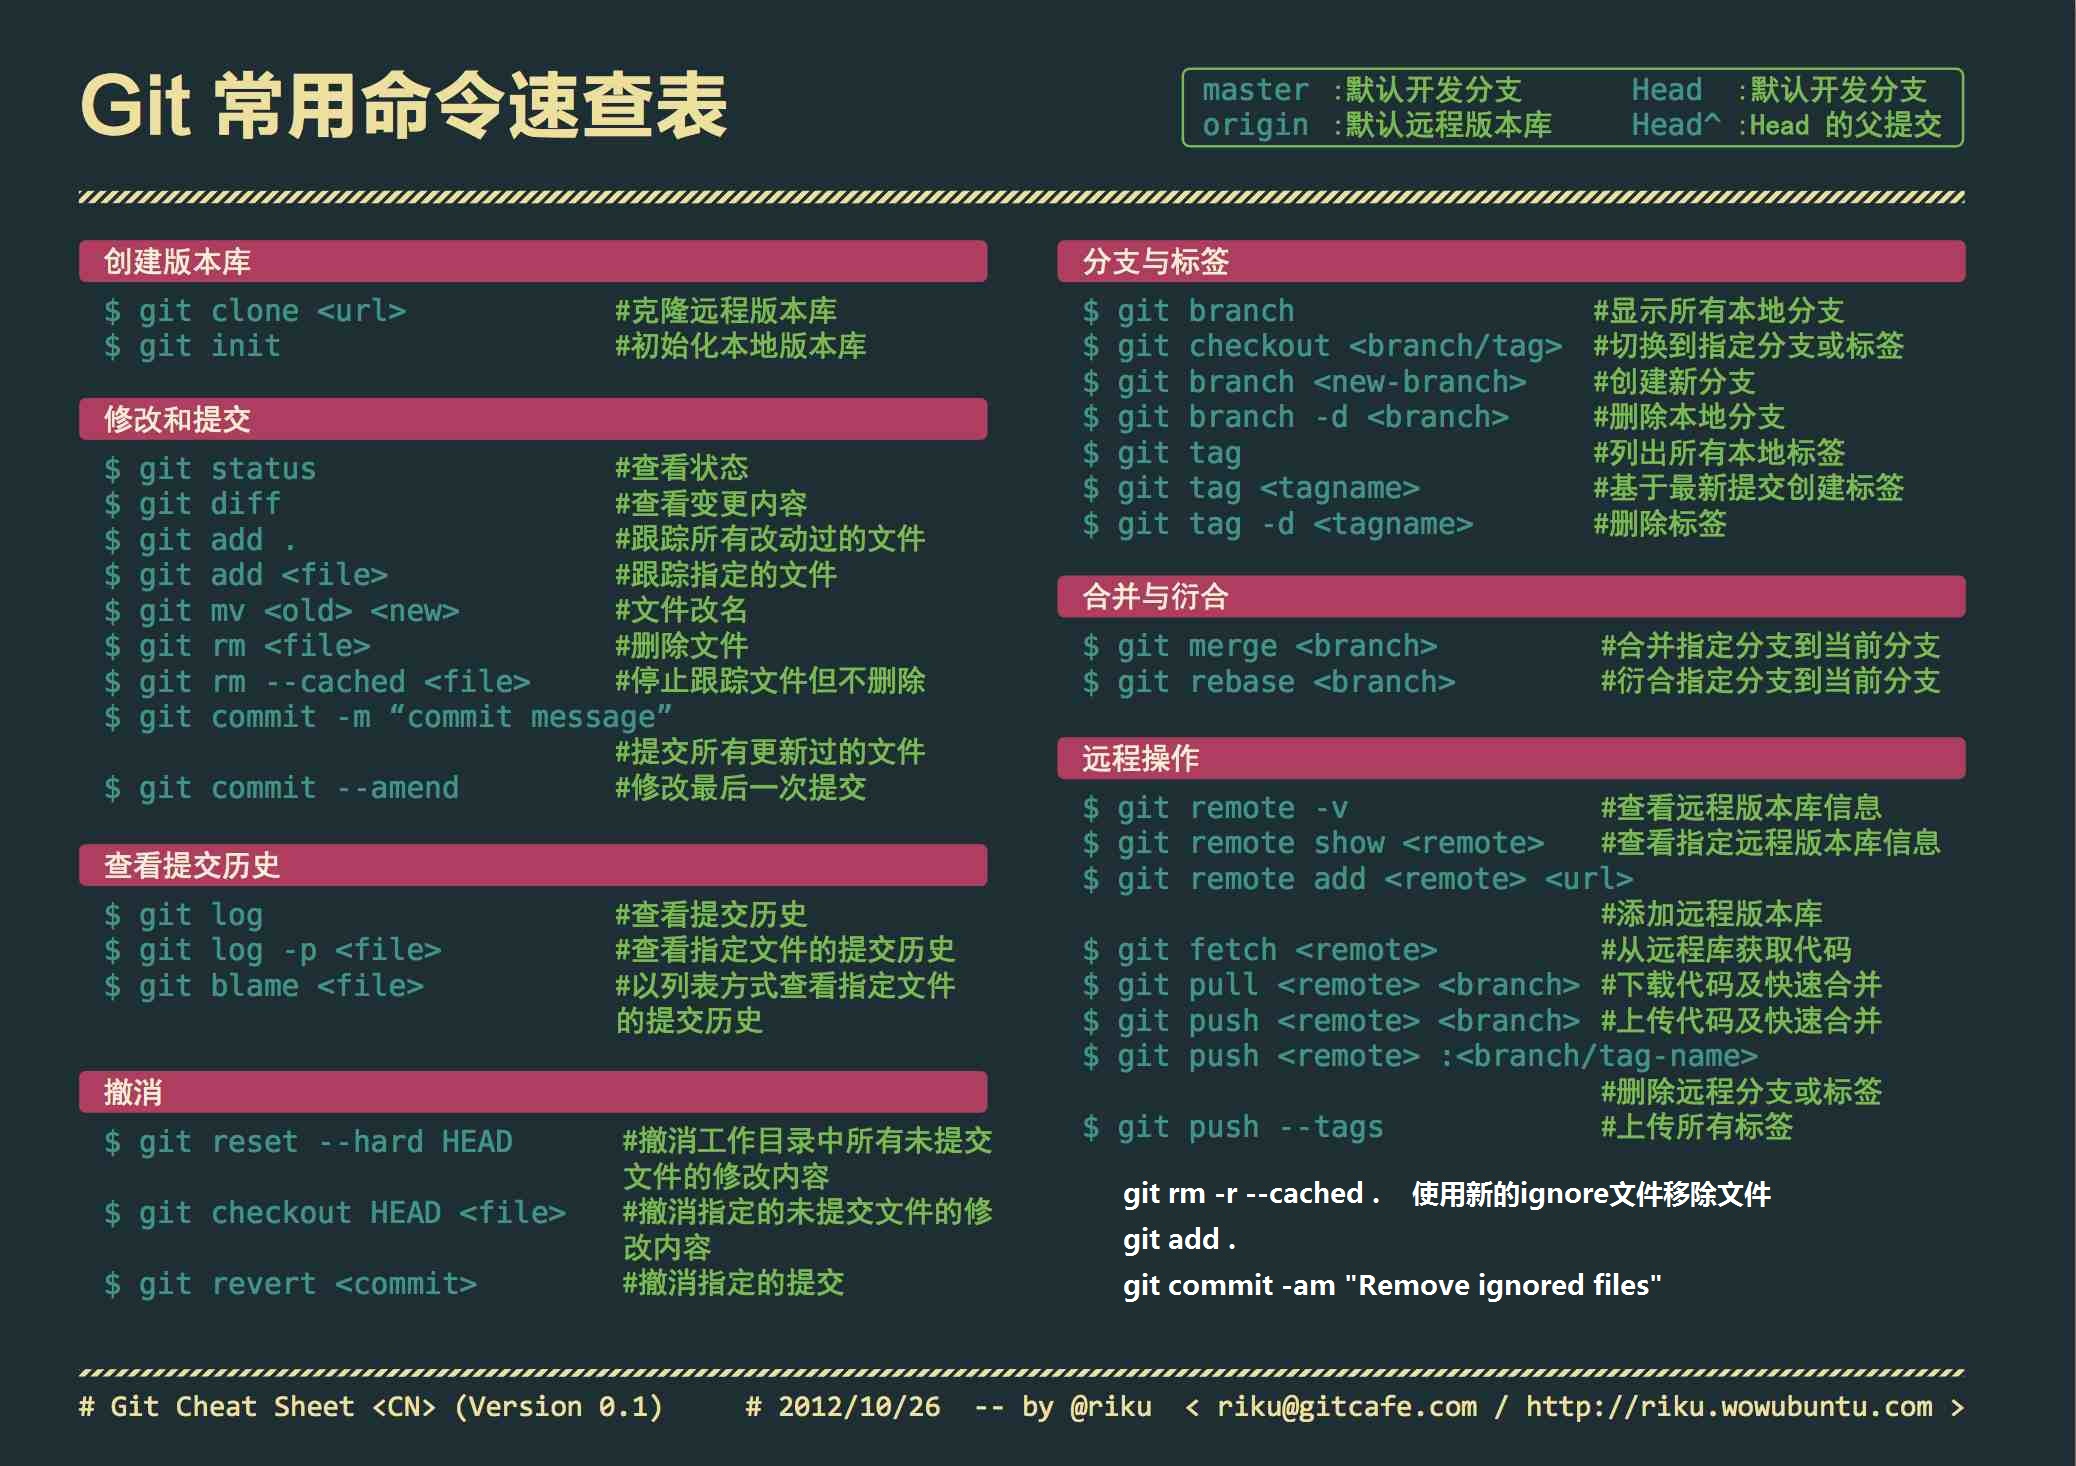 Git 常用命令速查表
master :默认开发分支 Head :默认开发分支
origin :默认远程版本库 Head^ :Head 的父提交
创建版本库
$ git clone <url> #克隆远程版本库
$ git init #初始化本地版本库
修改和提交
$ git status #查看状态
$ git diff #查看变更内容
$ git add . #跟踪所有改动过的文件
$ git add <file> #跟踪指定的文件
$ git mv <old> <new> #文件改名
$ git rm <file> #删除文件
$ git rm --cached <file> #停止跟踪文件但不删除
$ git commit -m “commit message”
#提交所有更新过的文件
$ git commit --amend #修改最后一次提交
查看提交历史
$ git log #查看提交历史
$ git log -p <file> #查看指定文件的提交历史
$ git blame <file> #以列表方式查看指定文件
的提交历史
撤消
$ git reset --hard HEAD #撤消工作目录中所有未提交
文件的修改内容
$ git checkout HEAD <file> #撤消指定的未提交文件的修
改内容
$ git revert <commit> #撤消指定的提交
分支与标签
$ git branch #显示所有本地分支
$ git checkout <branch/tag> #切换到指定分支或标签
$ git branch <new-branch> #创建新分支
$ git branch -d <branch> #删除本地分支
$ git tag #列出所有本地标签
$ git tag <tagname> #基于最新提交创建标签
$ git tag -d <tagname> #删除标签
合并与衍合
$ git merge <branch> #合并指定分支到当前分支
$ git rebase <branch> #衍合指定分支到当前分支
远程操作
$ git remote -v #查看远程版本库信息
$ git remote show <remote> #查看指定远程版本库信息
$ git remote add <remote> <url>
#添加远程版本库
$ git fetch <remote> #从远程库获取代码
$ git pull <remote> <branch> #下载代码及快速合并
$ git push <remote> <branch> #上传代码及快速合并
$ git push <remote> :<branch/tag-name>
#删除远程分支或标签
$ git push --tags #上传所有标签
git rm -r --cached . 使用新的ignore文件移除文件
git add .
git commit -am "Remove ignored files"
# Git Cheat Sheet <CN> (Version 0.1) # 2012/10/26 -- by @riku < riku@gitcafe.com / http://riku.wowubuntu.com >